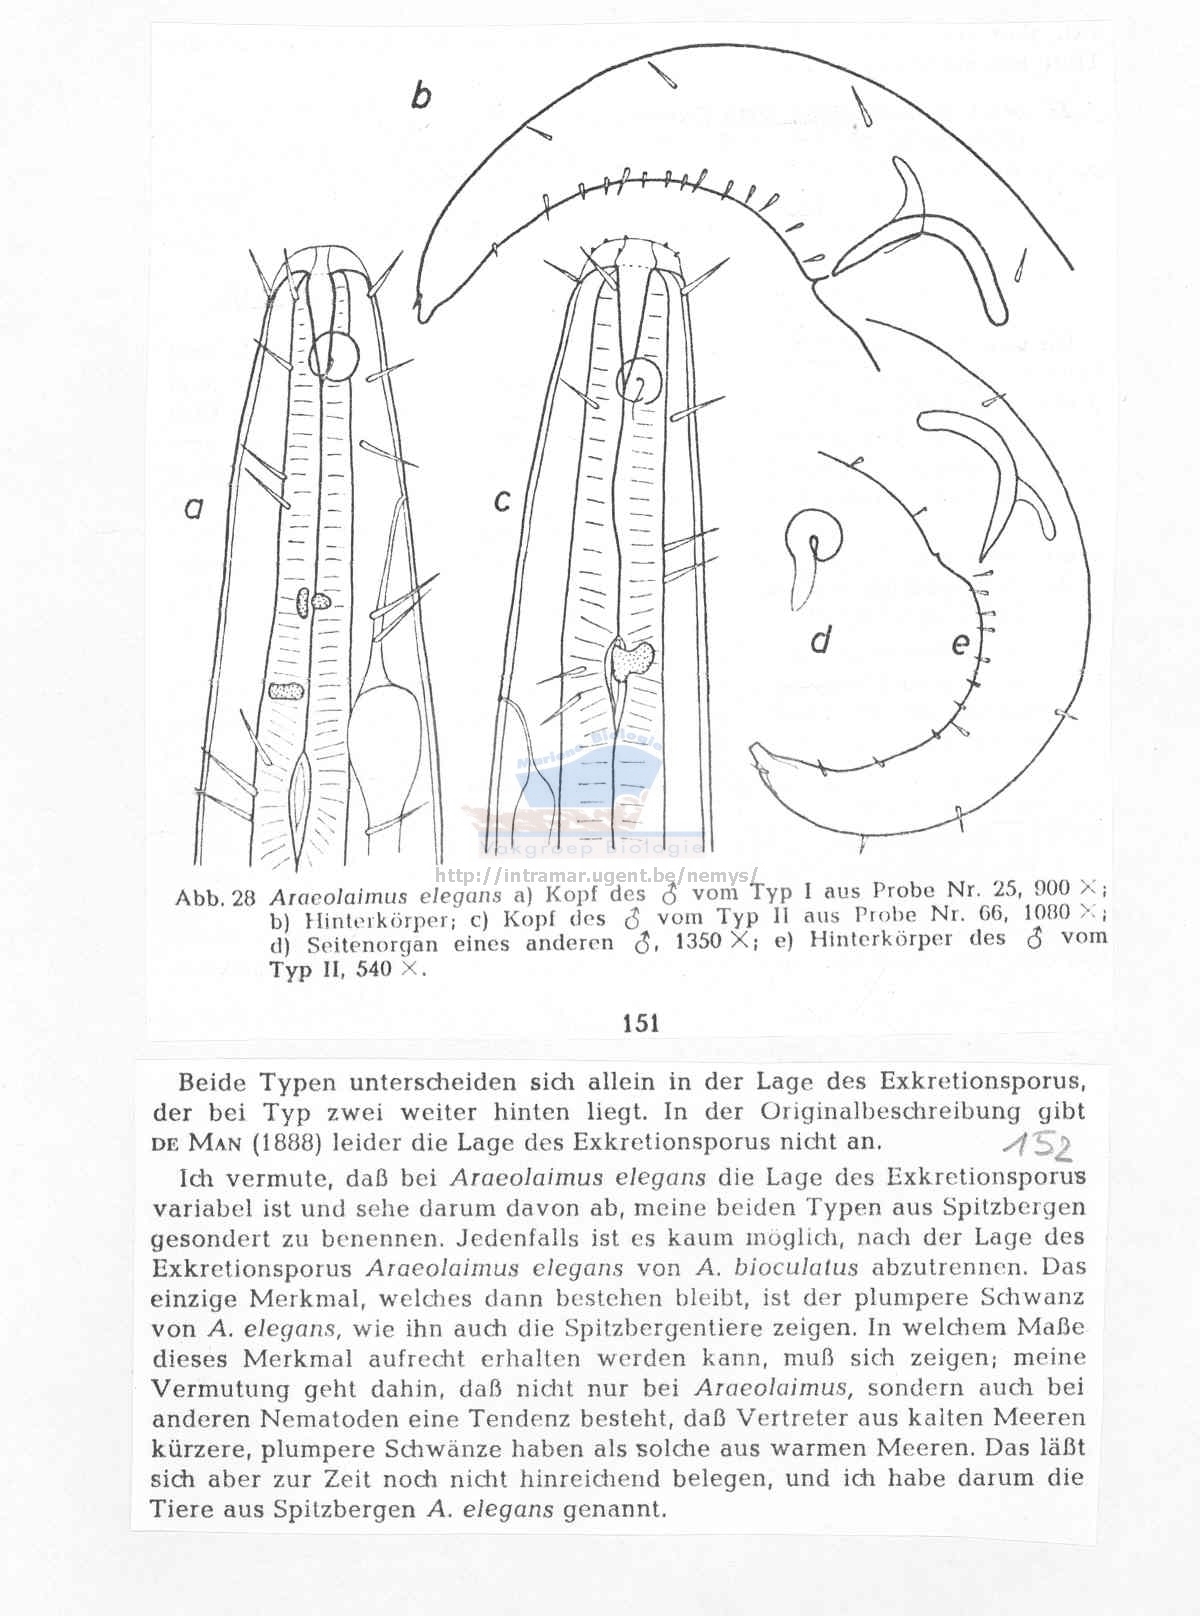 b
a
c
d
e
Mariene Biologie
Vakgroep Biologie
http://intramar.ugent.be/nemys/
Abb. 28 Araeolaimus elegans a) Kopf des ♂ vom Typ I aus Probe Nr. 25, 900 ×;
b) Hinterkörper; c) Kopf des ♂ vom Typ II aus Probe Nr. 66, 1080 ×;
d) Seitenorgan eines anderen ♂, 1350 ×; e) Hinterkörper des ♂ vom
Typ II, 540 ×.
151
Beide Typen unterscheiden sich allein in der Lage des Exkretionsporus,
der bei Typ zwei weiter hinten liegt. In der Originalbeschreibung gibt
DE MAN (1888) leider die Lage des Exkretionsporus nicht an.
152
Ich vermute, daß bei Araeolaimus elegans die Lage des Exkretionsporus
variabel ist und sehe darum davon ab, meine beiden Typen aus Spitzbergen
gesondert zu benennen. Jedenfalls ist es kaum möglich, nach der Lage des
Exkretionsporus Araeolaimus elegans von A. bioculatus abzutrennen. Das
einzige Merkmal, welches dann bestehen bleibt, ist der plumpere Schwanz
von A. elegans, wie ihn auch die Spitzbergentiere zeigen. In welchem Maße
dieses Merkmal aufrecht erhalten werden kann, muß sich zeigen; meine
Vermutung geht dahin, daß nicht nur bei Araeolaimus, sondern auch bei
anderen Nematoden eine Tendenz besteht, daß Vertreter aus kalten Meeren
kürzere, plumpere Schwänze haben als solche aus warmen Meeren. Das läßt
sich aber zur Zeit noch nicht hinreichend belegen, und ich habe darum die
Tiere aus Spitzbergen A. elegans genannt.